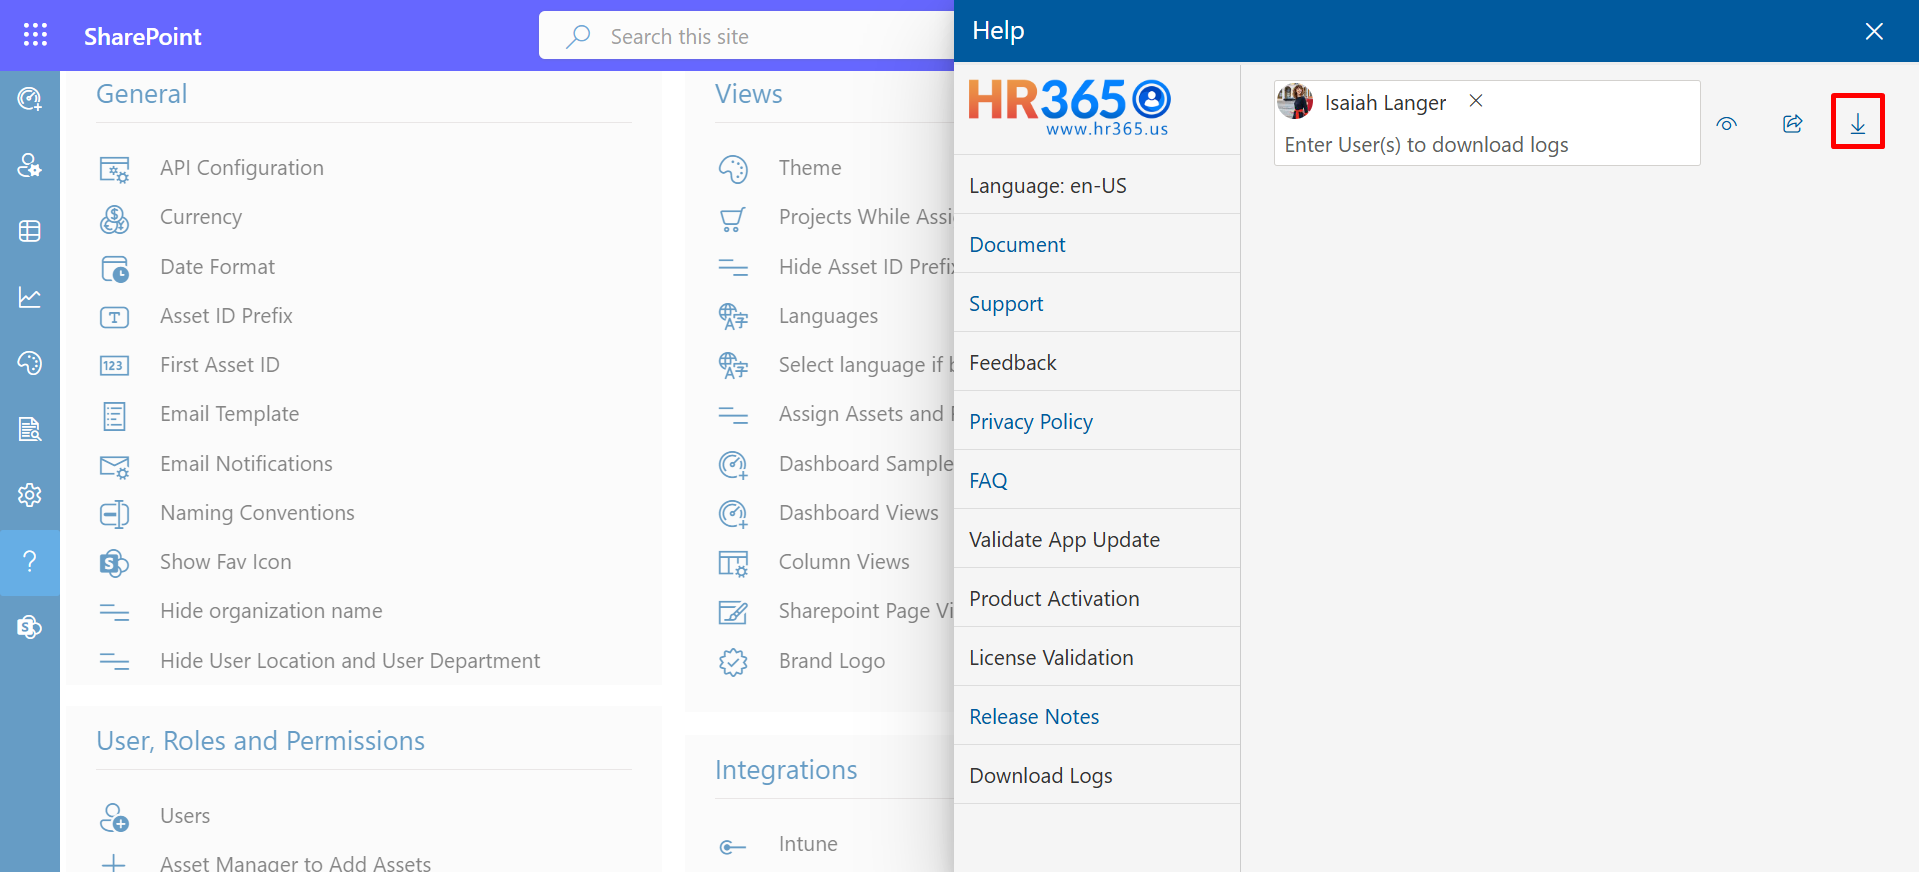 SharePoint
Search this site
Help
General
API Configuration
Currency
Date Format
Asset ID Prefix
First Asset ID
Email Template
Email Notifications
Naming Conventions
Show Fav Icon
Hide organization name
Hide User Location and User Department
User, Roles and Permissions
Users
Asset Manager to Add Assets
Views
Theme
Projects While Assi
Hide Asset ID Prefix
Languages
Select language if b
Assign Assets and
Dashboard Sample
Dashboard Views
Column Views
Sharepoint Page Vi
Brand Logo
Integrations
Intune
HR365
www.hr365.us
Language: en-US
Document
Support
Feedback
Privacy Policy
FAQ
Validate App Update
Product Activation
License Validation
Release Notes
Download Logs
Isaiah Langer
Enter User(s) to download logs